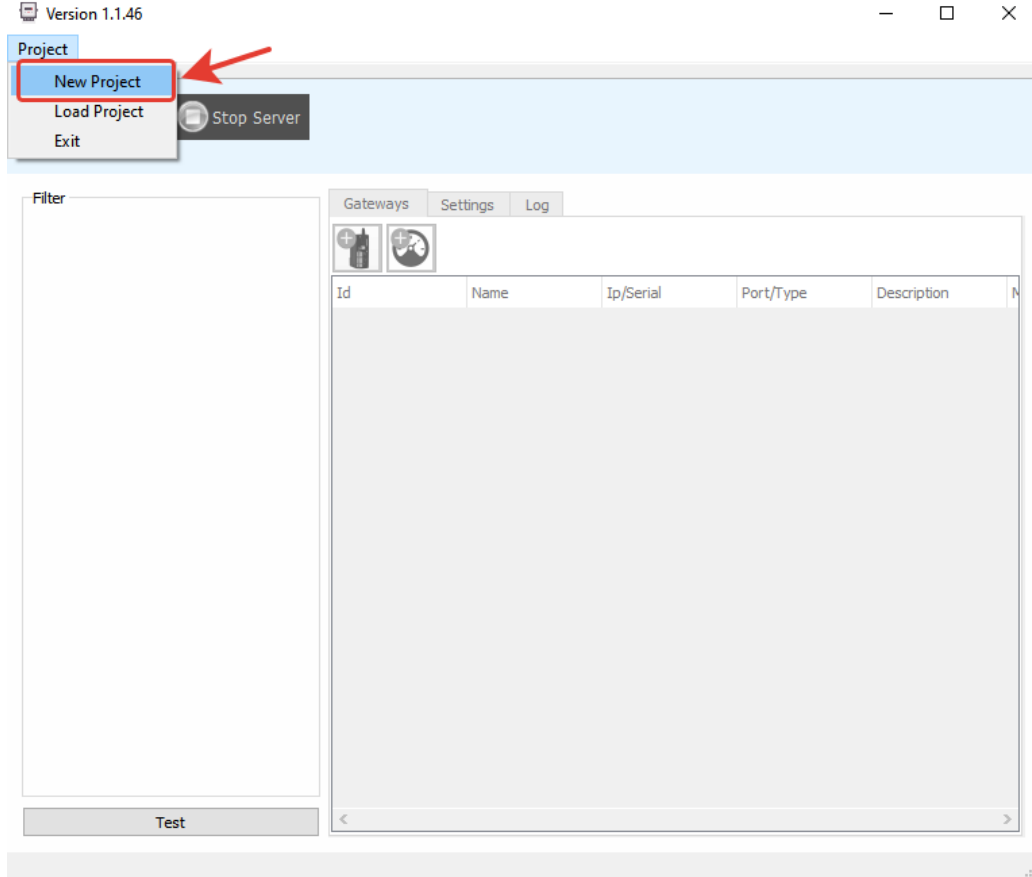 Version 1.1.46
Project
New Project
Load Project
Exit
Stop Server
Filter
Gateways Settings Log
Id Name Ip/Serial Port/Type Description
Test